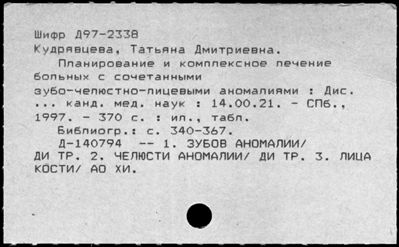 Шифр Д97-2338
Кудрявцева, Татьяна Дмитриевна.
Планирование и комплексное лечение
больных с сочетанными
зубо-челюстно-лицевыми аномалиями : Дис.
... канд. мед. наук : 14.00.21. - СПб.,
1997. - 370 с. : ил., табл.
Библиогр.: с. 340-367.
Д-140794 -- 1. ЗУБОВ АНОМАЛИИ/
ДИ ТР. 2. ЧЕЛЮСТИ АНОМАЛИИ/ ДИ ТР. 3. ЛИЦА
КОСТИ/ АО ХИ.